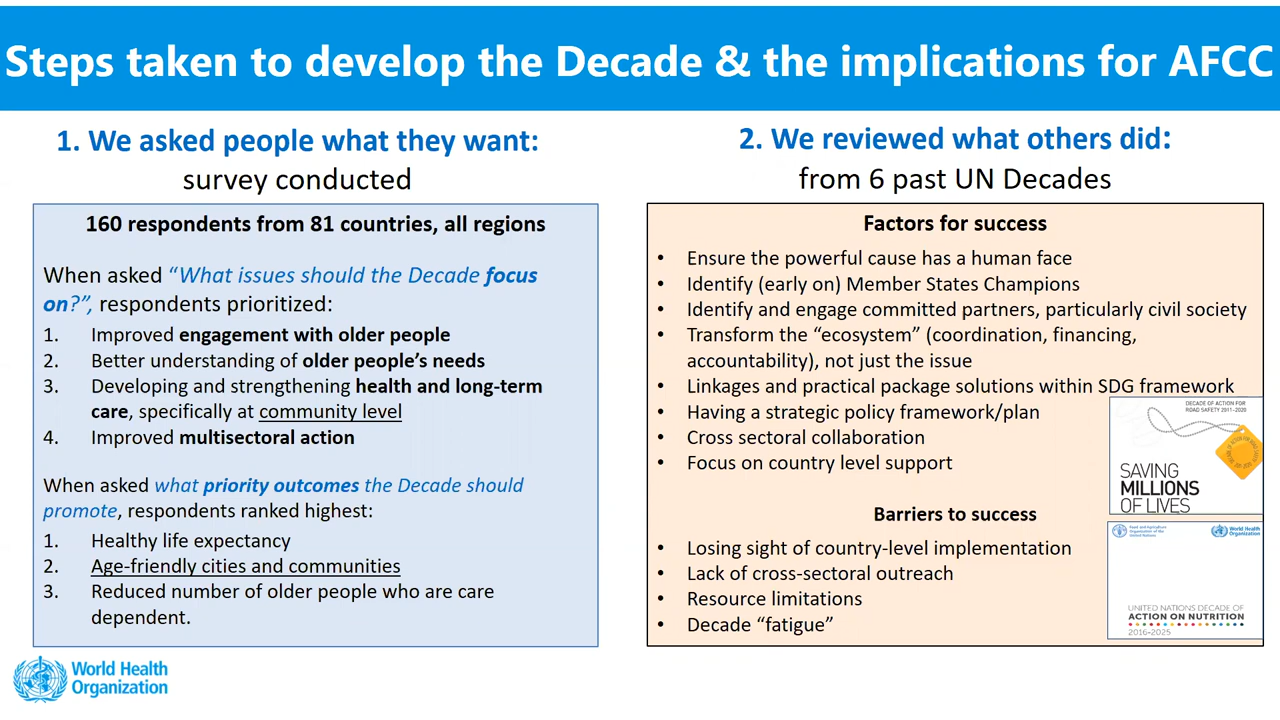 Steps taken to develop the Decade & the implications for AFCC
1. We asked people what they want:
survey conducted
160 respondents from 81 countries, all regions
When asked “What issues should the Decade focus
on?”, respondents prioritized:
1. Improved engagement with older people
2. Better understanding of older people’s needs
3. Developing and strengthening health and long-term
care, specifically at community level
4. Improved multisectoral action
When asked what priority outcomes the Decade should
promote, respondents ranked highest:
1. Healthy life expectancy
2. Age-friendly cities and communities
3. Reduced number of older people who are care
dependent.
2. We reviewed what others did:
from 6 past UN Decades
Factors for success
• Ensure the powerful cause has a human face
• Identify (early on) Member States Champions
• Identify and engage committed partners, particularly civil society
• Transform the “ecosystem” (coordination, financing,
accountability), not just the issue
• Linkages and practical package solutions within SDG framework
• Having a strategic policy framework/plan
• Cross sectoral collaboration
• Focus on country level support
Barriers to success
• Losing sight of country-level implementation
• Lack of cross-sectoral outreach
• Resource limitations
• Decade “fatigue”
DECADE OF ACTION FOR
ROAD SAFETY 2011–2020
SAVING
MILLIONS
OF LIVES
Food and Agriculture
Organization of the
United Nations
World Health
Organization
UNITED NATIONS DECADE OF
ACTION ON NUTRITION
2016-2025
World Health
Organization